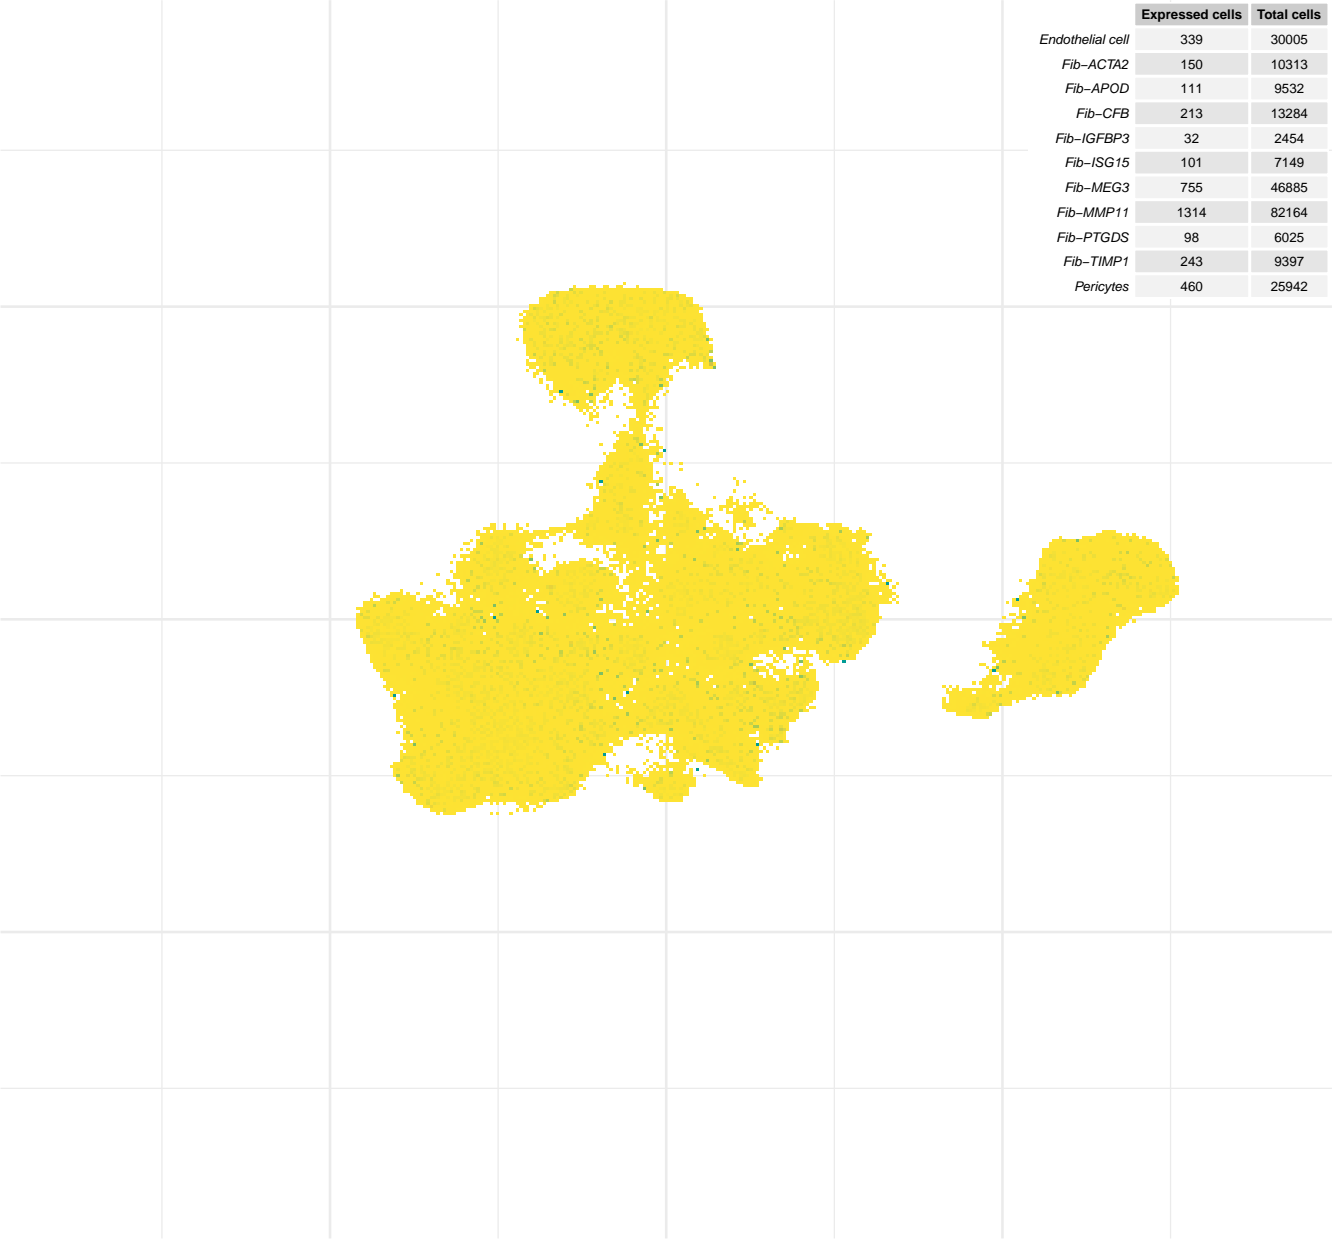 Expressed cells Total cells
Endothelial cell 339 30005
Fib−ACTA2 150 10313
Fib−APOD 111 9532
Fib−CFB 213 13284
Fib−IGFBP3 32 2454
Fib−ISG15 101 7149
Fib−MEG3 755 46885
Fib−MMP11 1314 82164
Fib−PTGDS 98 6025
Fib−TIMP1 243 9397
Pericytes 460 25942